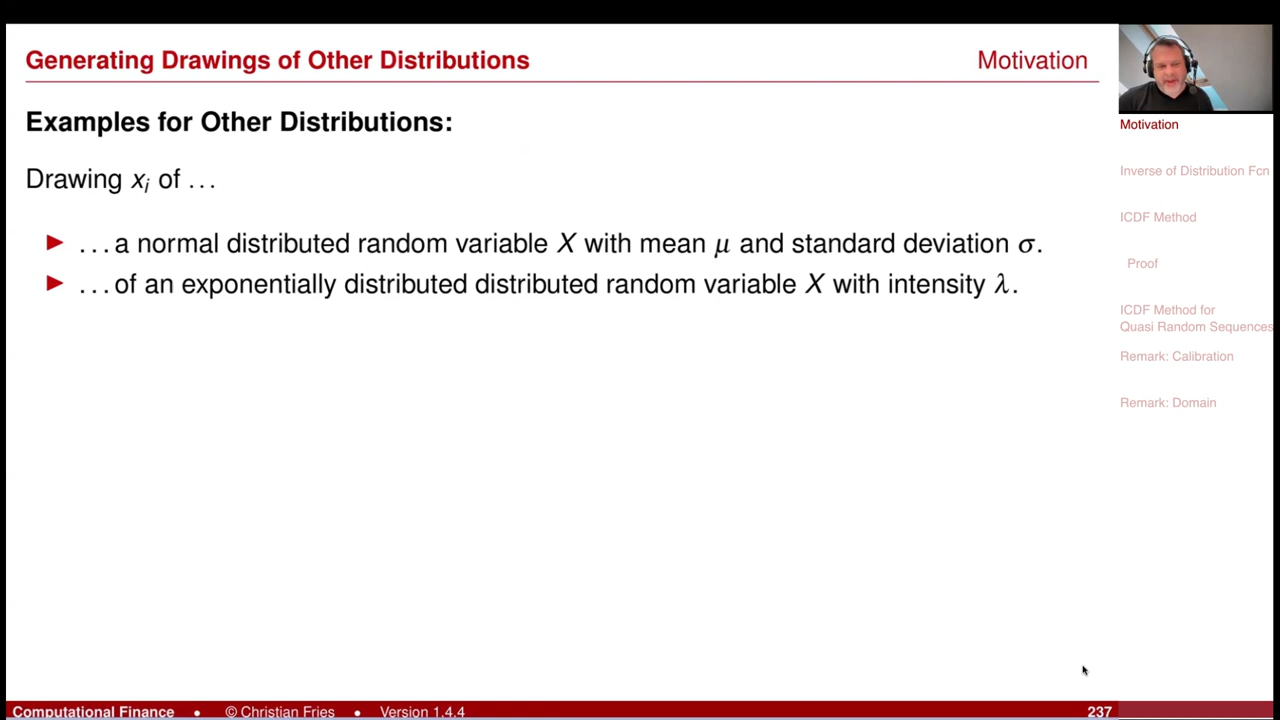 Generating Drawings of Other Distributions
Motivation
Examples for Other Distributions:
Drawing xᵢ of ...
▶ ... a normal distributed random variable X with mean μ and standard deviation σ.
▶ ... of an exponentially distributed distributed random variable X with intensity λ.
Motivation
Inverse of Distribution Fcn
ICDF Method
Proof
ICDF Method for
Quasi Random Sequences
Remark: Calibration
Remark: Domain
Computational Finance • © Christian Fries • Version 1.4.4
237